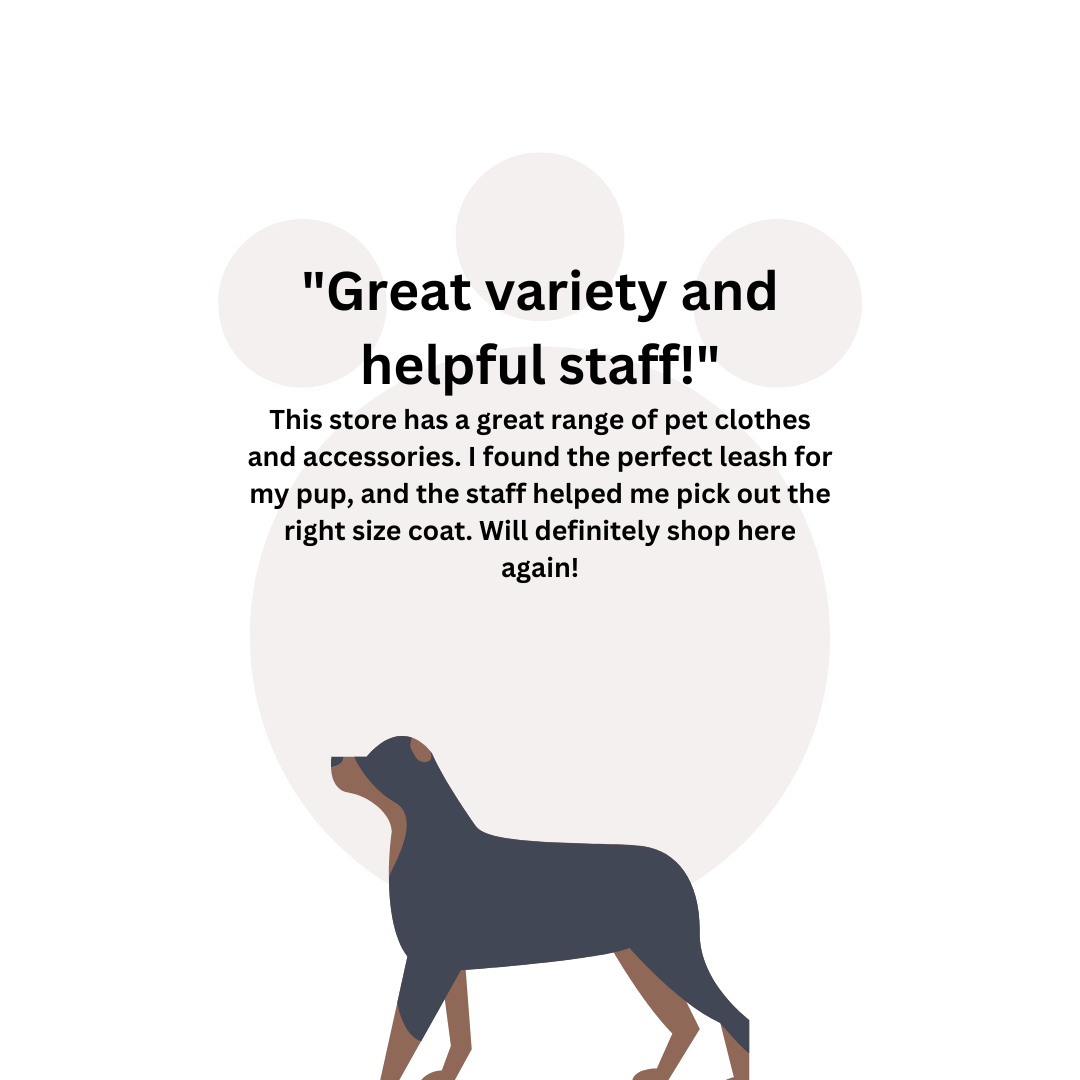 "Great variety and
helpful staff!"
This store has a great range of pet clothes
and accessories. I found the perfect leash for
my pup, and the staff helped me pick out the
right size coat. Will definitely shop here
again!